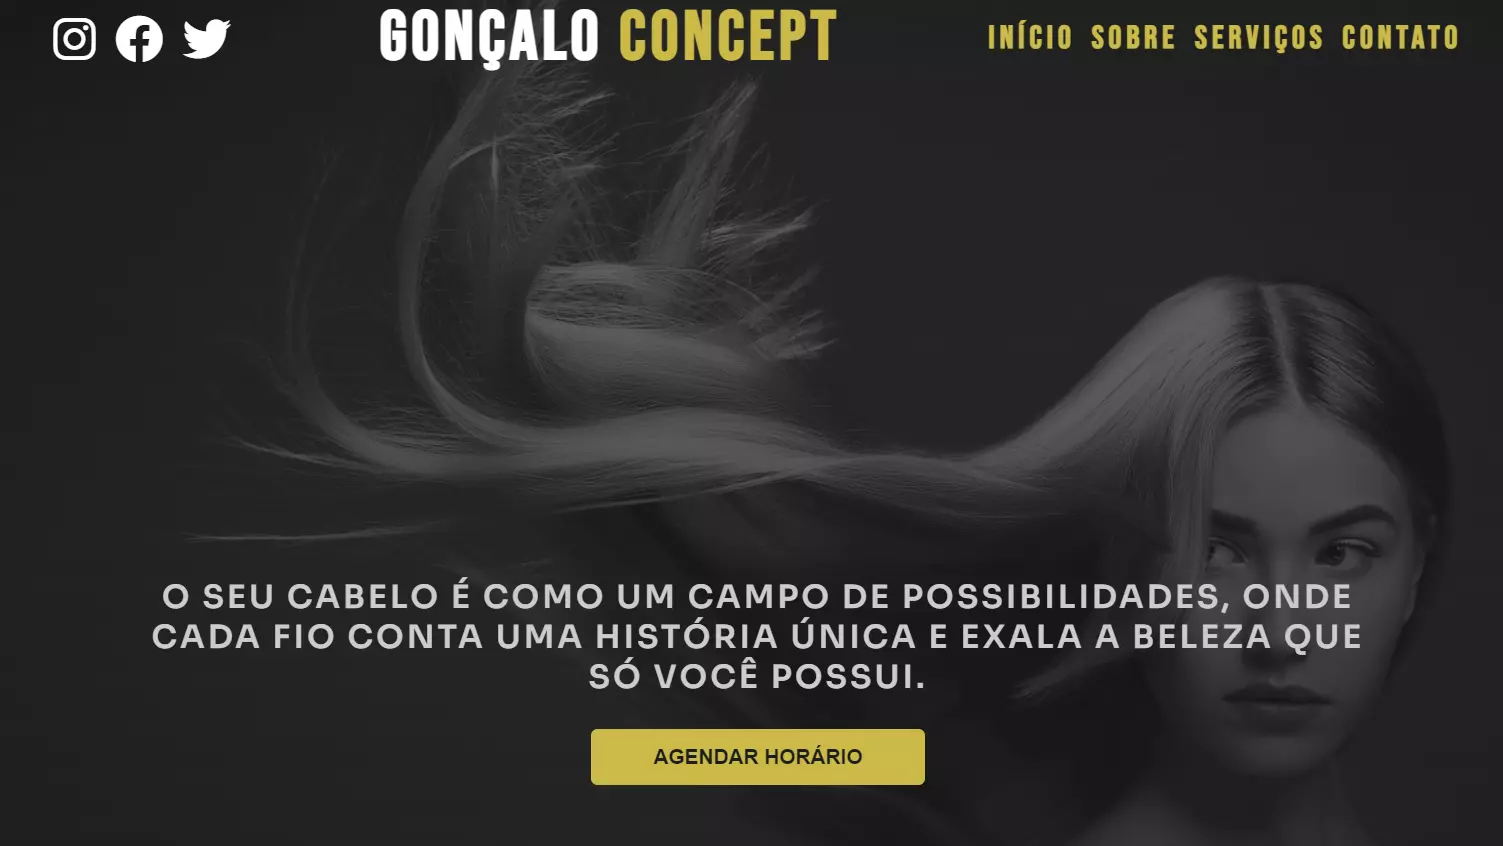 GONÇALO CONCEPT
INÍCIO SOBRE SERVIÇOS CONTATO
O SEU CABELO É COMO UM CAMPO DE POSSIBILIDADES, ONDE
CADA FIO CONTA UMA HISTÓRIA ÚNICA E EXALA A BELEZA QUE
SÓ VOCÊ POSSUI.
AGENDAR HORÁRIO